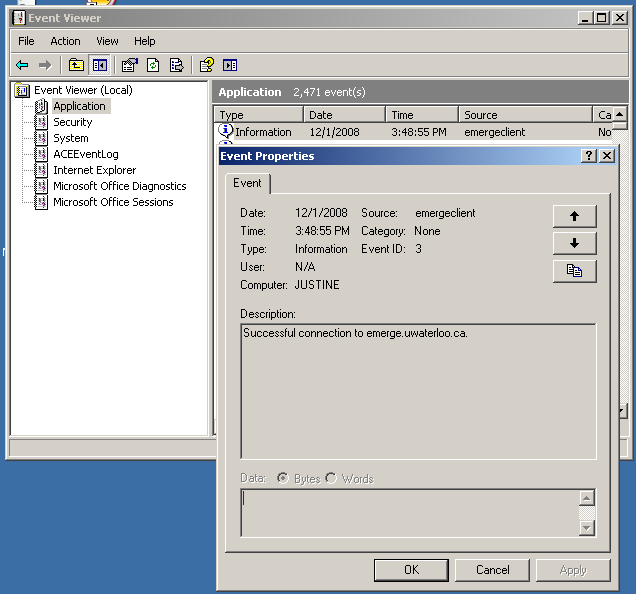 Event Viewer
File Action View Help
Event Viewer (Local)
Application
Security
System
ACEEventLog
Internet Explorer
Microsoft Office Diagnostics
Microsoft Office Sessions
Application 2,471 event(s)
Type Date Time Source Ca
Information 12/1/2008 3:48:55 PM emergeclient No
Event Properties
Event
Date: 12/1/2008 Source: emergeclient
Time: 3:48:55 PM Category: None
Type: Information Event ID: 3
User: N/A
Computer: JUSTINE
Description:
Successful connection to emerge.uwaterloo.ca.
Data: Bytes Words
OK Cancel Apply